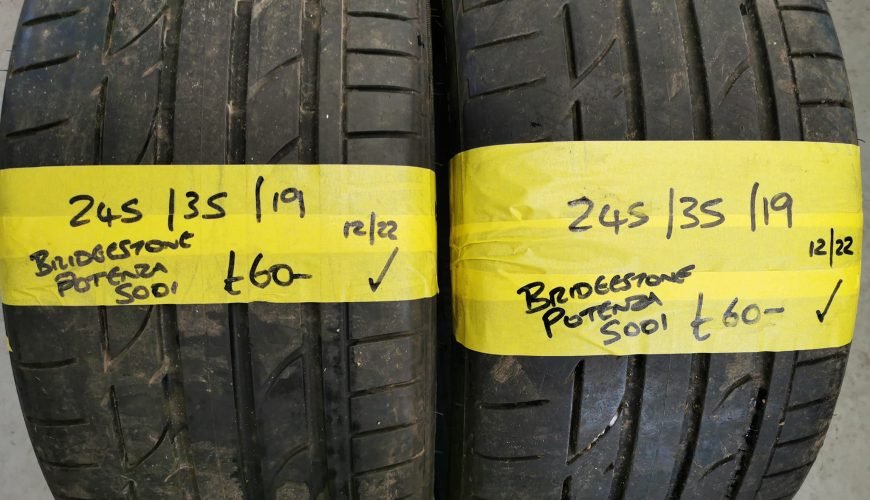 245/35/19
12/22
BRIDGESTONE
POTENZA
S001
£60- ✓
245/35/19
12/22
BRIDGESTONE
POTENZA
S001
£60- ✓